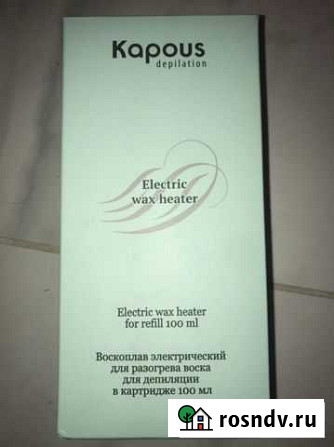 Kapous
depilation
Electric
wax heater
Electric wax heater
for refill 100 ml
Воскоплав электрический
для разогрева воска
для депиляции
в картридже 100 мл
rosndv.ru